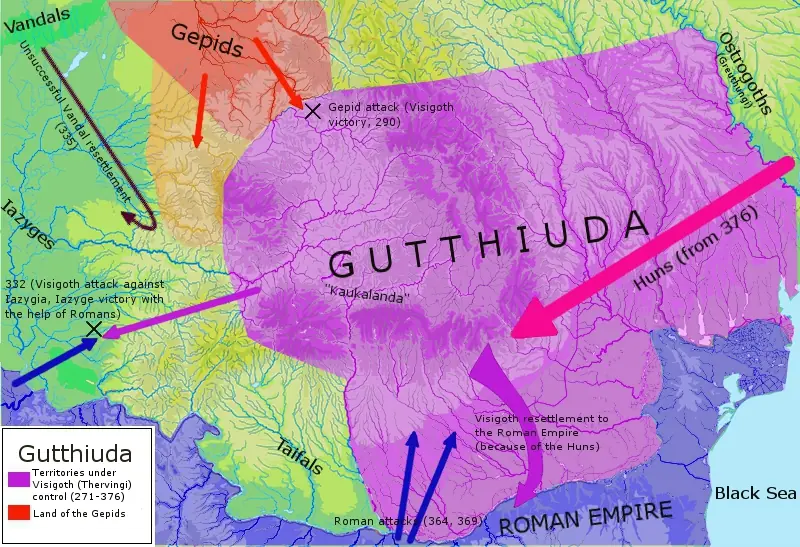 Vandals
Gepids
Ostrogoths
(Greuthungi)
Unsuccessful Vandal resettlement
(335)
Gepid attack (Visigoth
victory, 290)
Iazyges
GUTTHIUDA
"Kaukalanda"
Huns (from 376)
332 (Visigoth attack against
Iazygia, Iazyge victory with
the help of Romans)
Visigoth resettlement to
the Roman Empire
(because of the Huns)
Taifals
Roman attacks (364, 369)
ROMAN EMPIRE
Black Sea
Gutthiuda
Territories under
Visigoth (Thervingi)
control (271-376)
Land of the Gepids